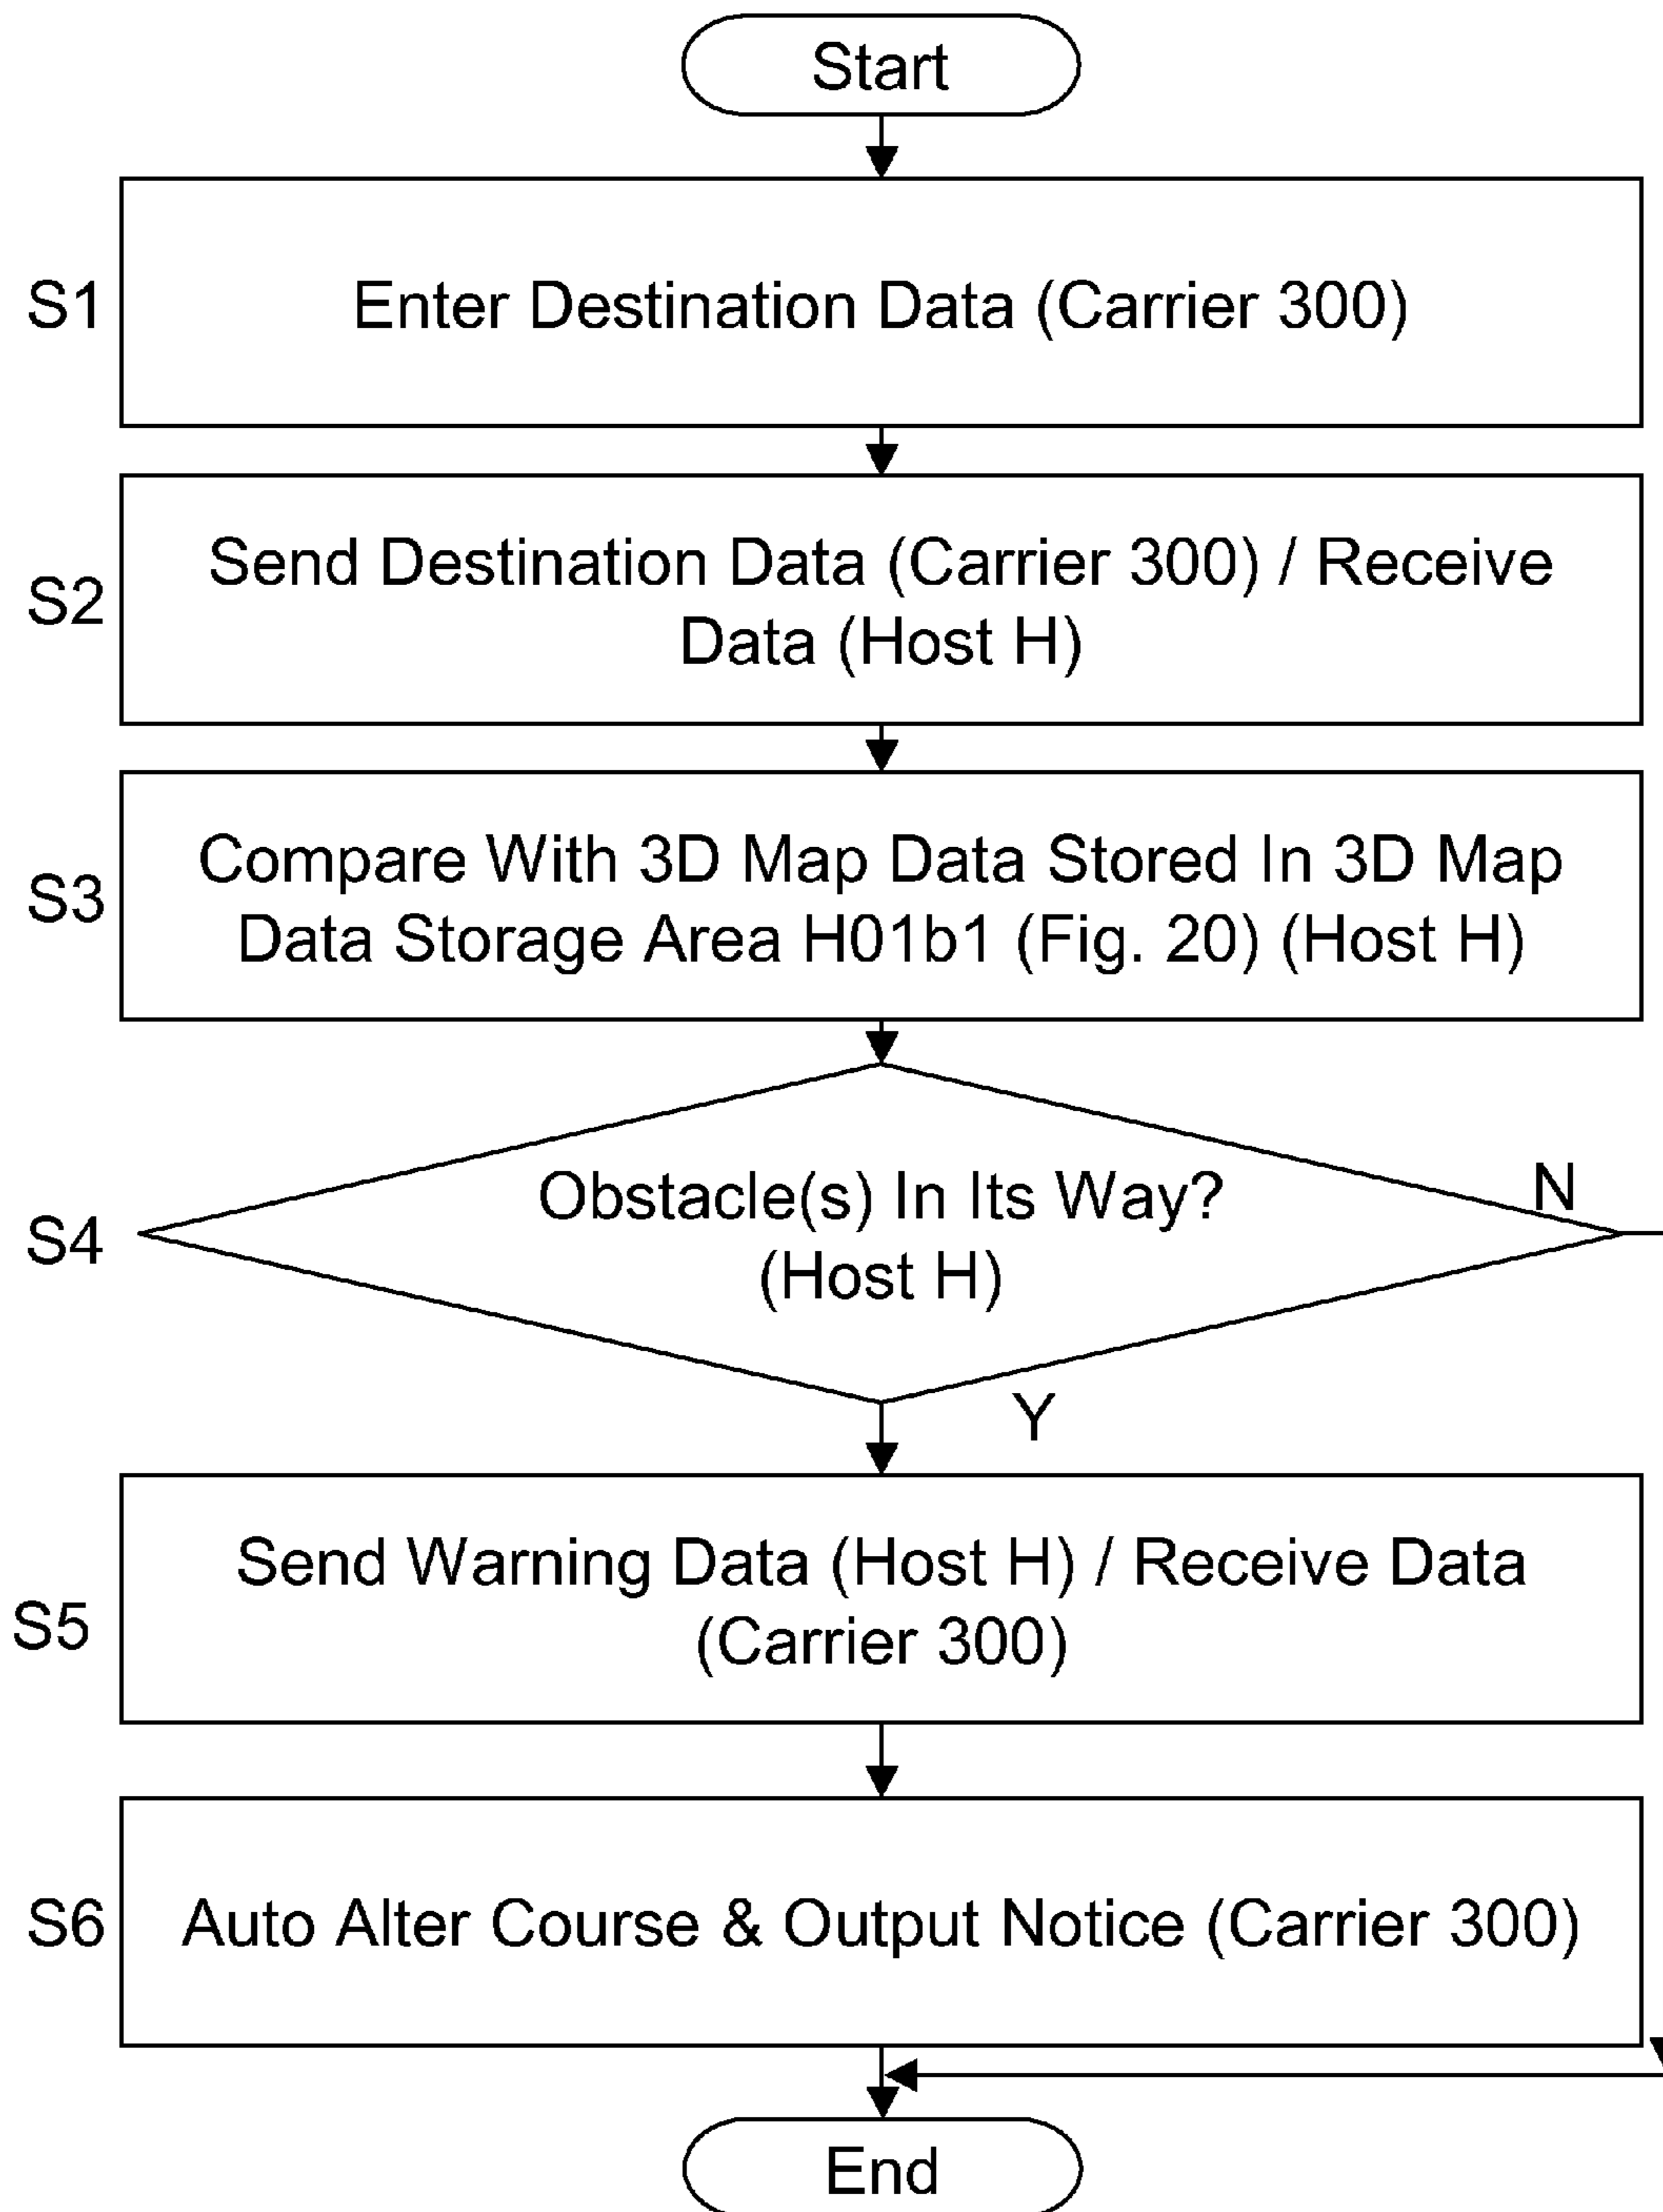 Start
S1
Enter Destination Data (Carrier 300)
S2
Send Destination Data (Carrier 300) / Receive
Data (Host H)
S3
Compare With 3D Map Data Stored In 3D Map
Data Storage Area H01b1 (Fig. 20) (Host H)
S4
Obstacle(s) In Its Way?
(Host H)
N
Y
S5
Send Warning Data (Host H) / Receive Data
(Carrier 300)
S6
Auto Alter Course & Output Notice (Carrier 300)
End